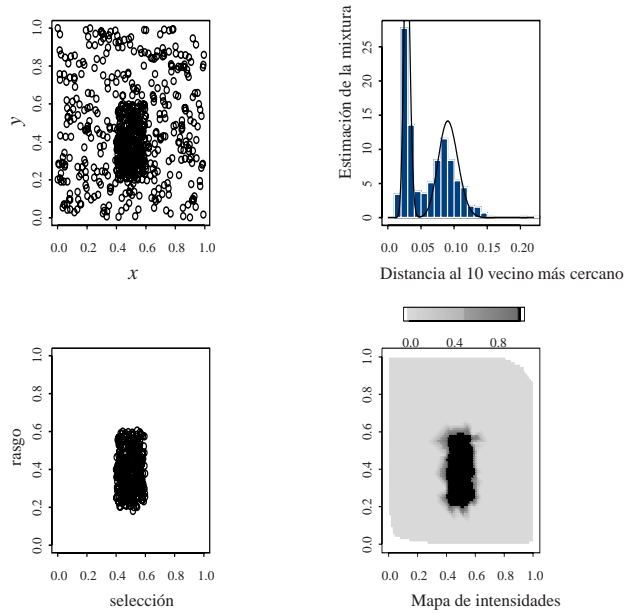 y
0.0 0.2 0.4 0.6 0.8 1.0
0.0 0.2 0.4 0.6 0.8 1.0
x
Estimación de la mixtura
0 5 10 15 20 25
0.0 0.05 0.10 0.15 0.20
Distancia al 10 vecino más cercano
rasgo
0.0 0.2 0.4 0.6 0.8 1.0
0.0 0.2 0.4 0.6 0.8 1.0
selección
0.0 0.4 0.8
0.0 0.2 0.4 0.6 0.8 1.0
0.0 0.2 0.4 0.6 0.8 1.0
Mapa de intensidades